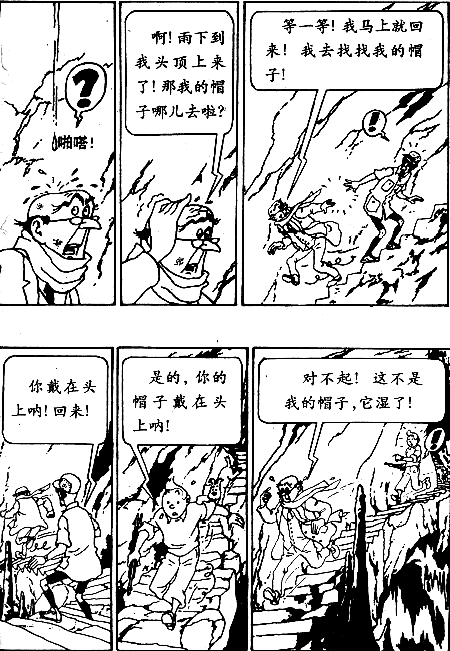 ?
啪嗒!
啊! 雨下到
我头顶上来
了! 那我的帽
子哪儿去啦?
等一等! 我马上就回
来! 我去找找我的帽
子!
!
你戴在头
上呐! 回来!
是的, 你的
帽子戴在头
上呐!
对不起! 这不是
我的帽子, 它湿了!
!